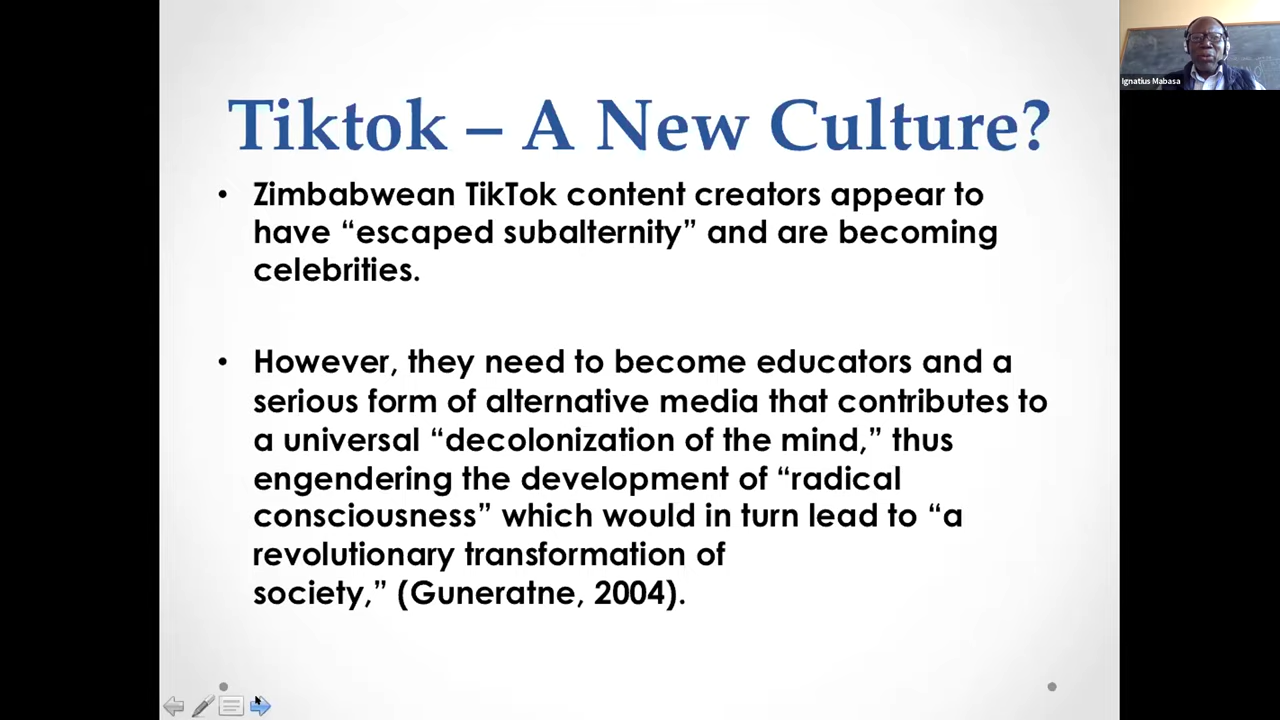 Tiktok – A New Culture?
• Zimbabwean TikTok content creators appear to
have “escaped subalternity” and are becoming
celebrities.
• However, they need to become educators and a
serious form of alternative media that contributes to
a universal “decolonization of the mind,” thus
engendering the development of “radical
consciousness” which would in turn lead to “a
revolutionary transformation of
society,” (Guneratne, 2004).
Ignatius Mabasa